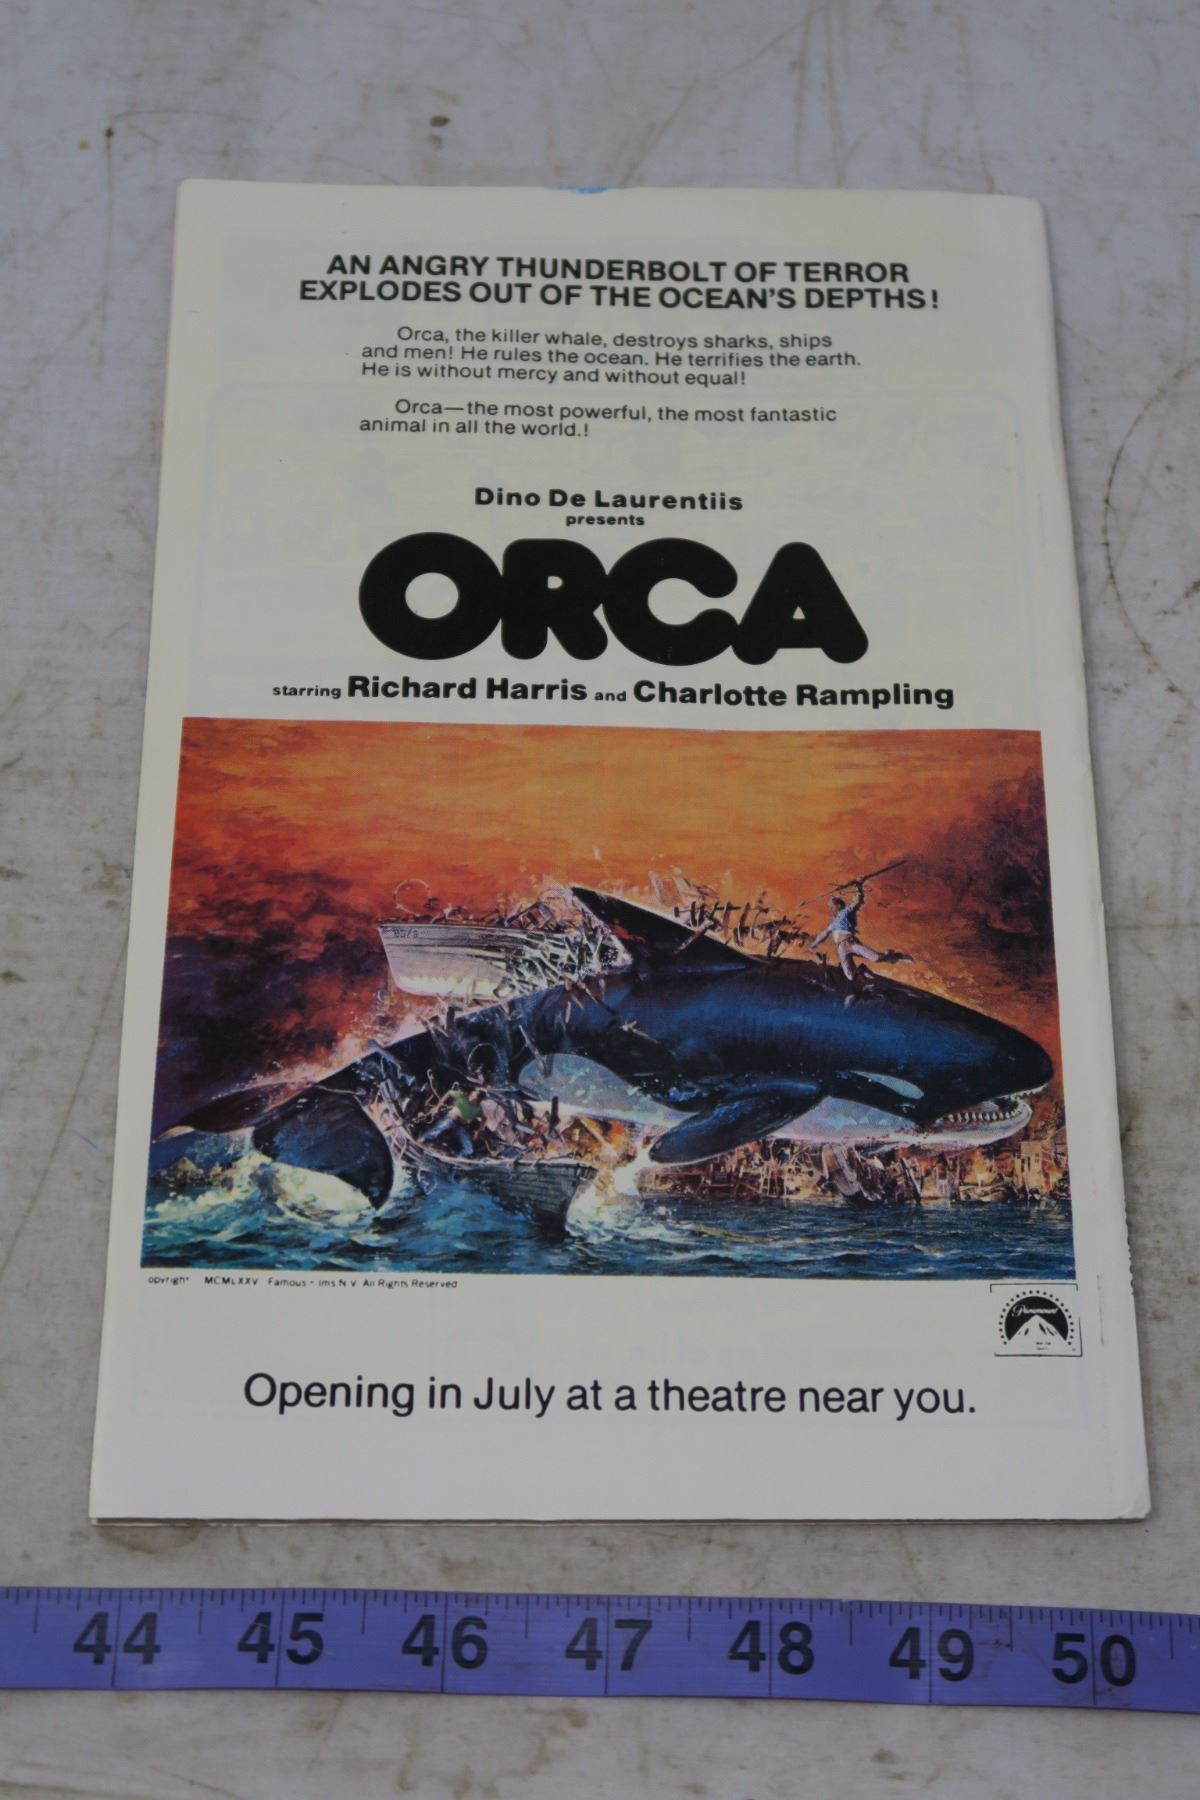 AN ANGRY THUNDERBOLT OF TERROR
EXPLODES OUT OF THE OCEAN'S DEPTHS!
Orca, the killer whale, destroys sharks, ships
and men! He rules the ocean. He terrifies the earth.
He is without mercy and without equal!
Orca—the most powerful, the most fantastic
animal in all the world.!
Dino De Laurentiis
presents
ORCA
starring Richard Harris and Charlotte Rampling
MCMLXXV Famous N V All Rights Reserved
Paramount
Opening in July at a theatre near you.
44 45 46 47 48 49 50